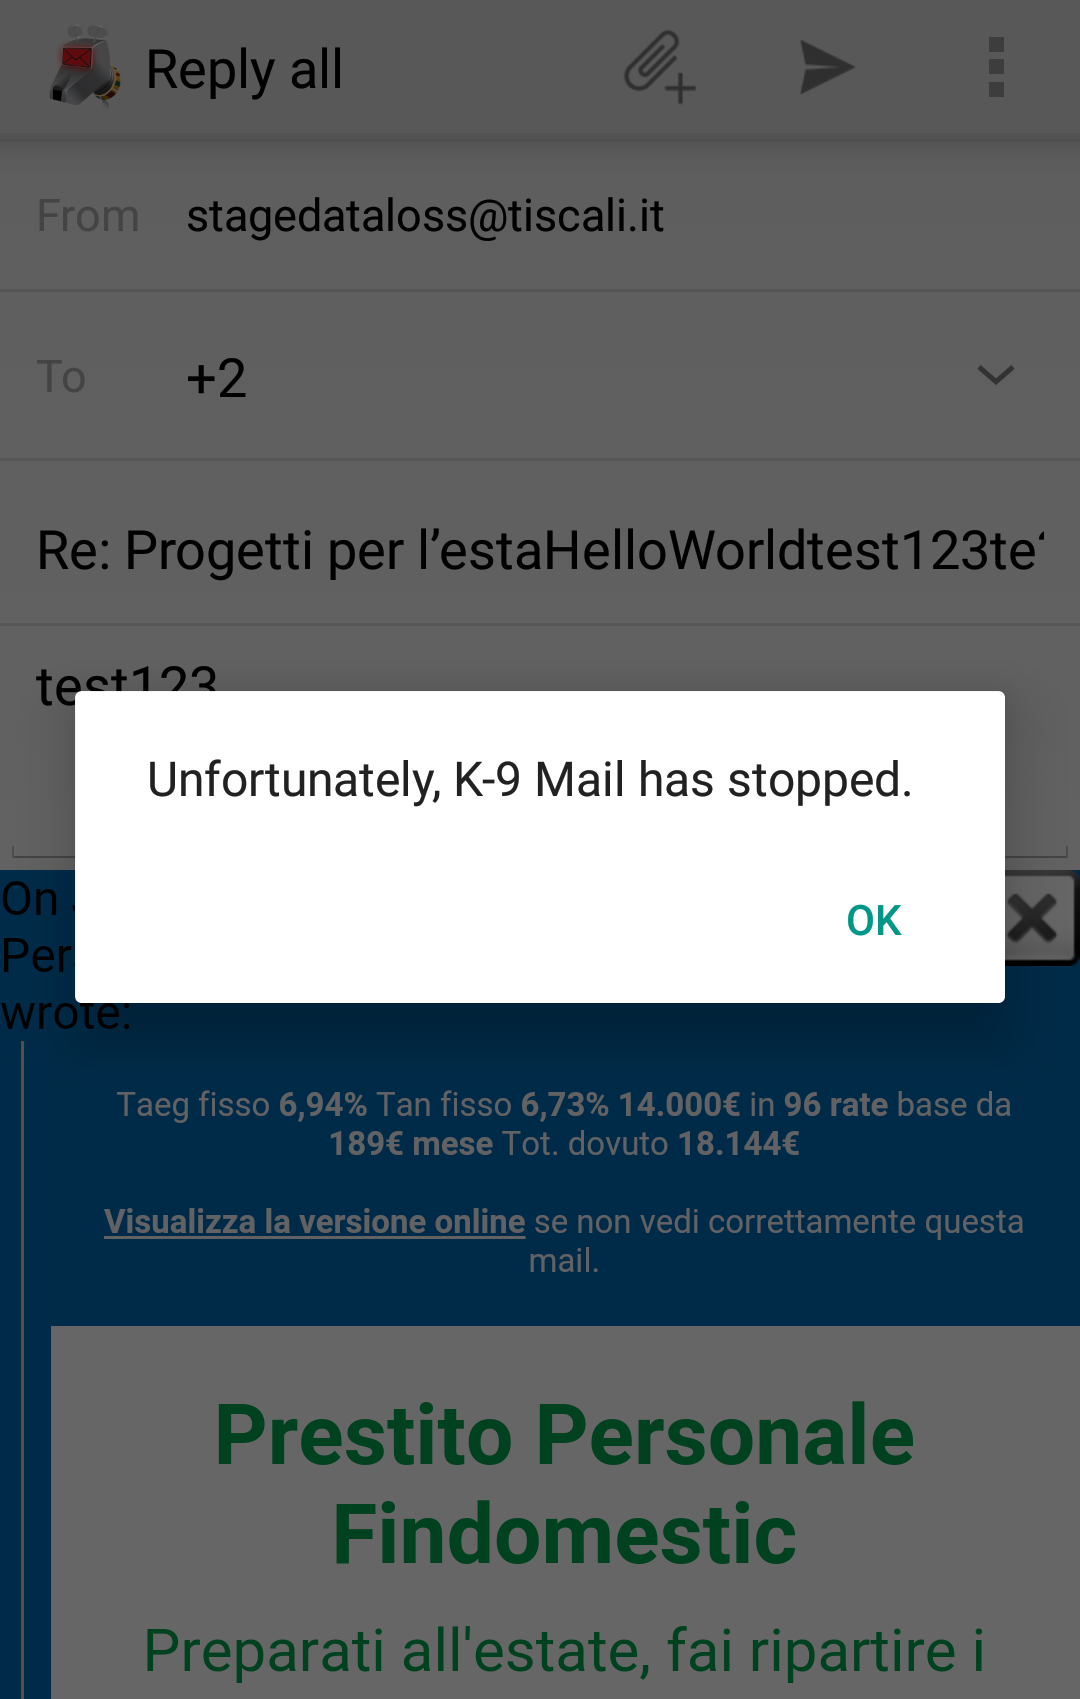 Reply all
From stagedataloss@tiscali.it
To +2
Re: Progetti per l’estaHelloWorldtest123te
test123
Unfortunately, K-9 Mail has stopped.
OK
On
Per
wrote:
Taeg fisso 6,94% Tan fisso 6,73% 14.000€ in 96 rate base da
189€ mese Tot. dovuto 18.144€
Visualizza la versione online se non vedi correttamente questa
mail.
Prestito Personale
Findomestic
Preparati all'estate, fai ripartire i